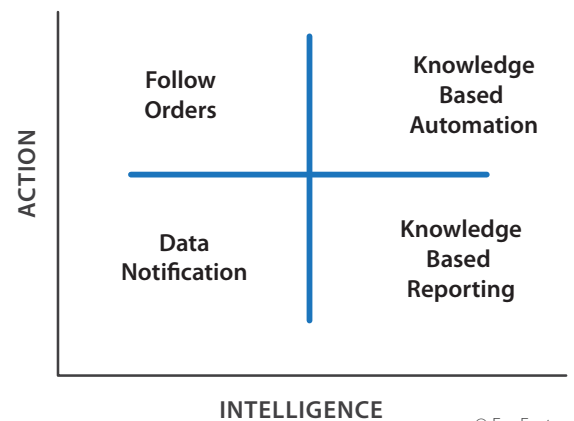 Follow
Orders
Knowledge
Based
Automation
ACTION
Data
Notification
Knowledge
Based
Reporting
INTELLIGENCE